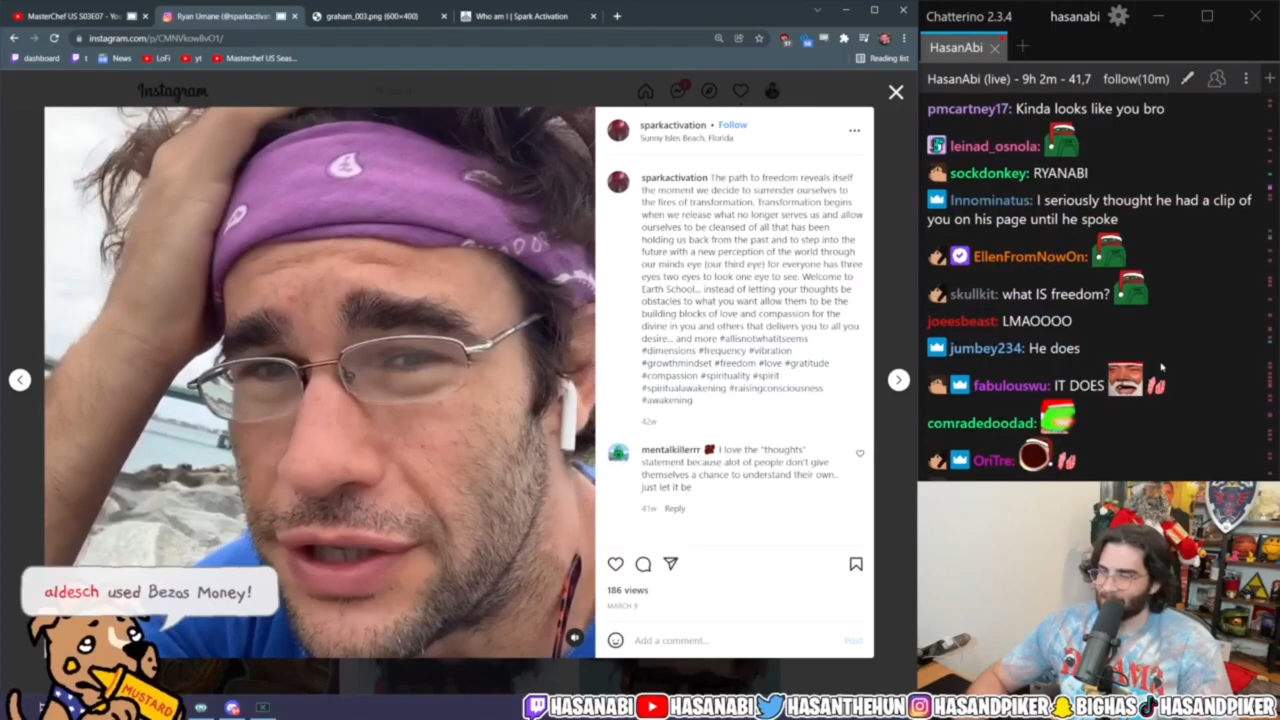 MasterChef US S03E07 - You
Ryan Umane (@sparkactivat
graham_003.png (600×400)
Who am I | Spark Activation
instagram.com/p/CMNVkowBvO1/
dashboard
t
News
LoFi
yt
Masterchef US Seas...
Reading list
Instagram
sparkactivation • Follow
Sunny Isles Beach, Florida
sparkactivation The path to freedom reveals itself
the moment we decide to surrender ourselves to
the fires of transformation. Transformation begins
when we release what no longer serves us and allow
ourselves to be cleansed of all that has been
holding us back from the past and to step into the
future with a new perception of the world through
our minds eye (our third eye) for everyone has three
eyes two eyes to look one eye to see. Welcome to
Earth School... instead of letting your thoughts be
obstacles to what you want allow them to be the
building blocks of love and compassion for the
divine in you and others that delivers you to all you
desire... and more #allisnotwhatitseems
#dimensions #frequency #vibration
#growthmindset #freedom #love #gratitude
#compassion #spirituality #spirit
#spiritualawakening #raisingconsciousness
#awakening
42w
mentalkillerrr I love the "thoughts"
statement because alot of people don't give
themselves a chance to understand their own..
just let it be
41w Reply
186 views
MARCH 9
Add a comment...
Post
aldesch used Bezos Money!
MUSTARD
Chatterino 2.3.4
hasanabi
HasanAbi
HasanAbi (live) - 9h 2m - 41,7 follow(10m)
pmcartney17: Kinda looks like you bro
leinad_osnola:
sockdonkey: RYANABI
Innominatus: I seriously thought he had a clip of
you on his page until he spoke
EllenFromNowOn:
skullkit: what IS freedom?
joeesbeast: LMAOOOO
jumbey234: He does
fabulouswu: IT DOES
comradedoodad:
OriTre:
HASANABI
HASANABI
HASANTHEHUN
HASANDPIKER
BIGHAS
HASANDPIKER